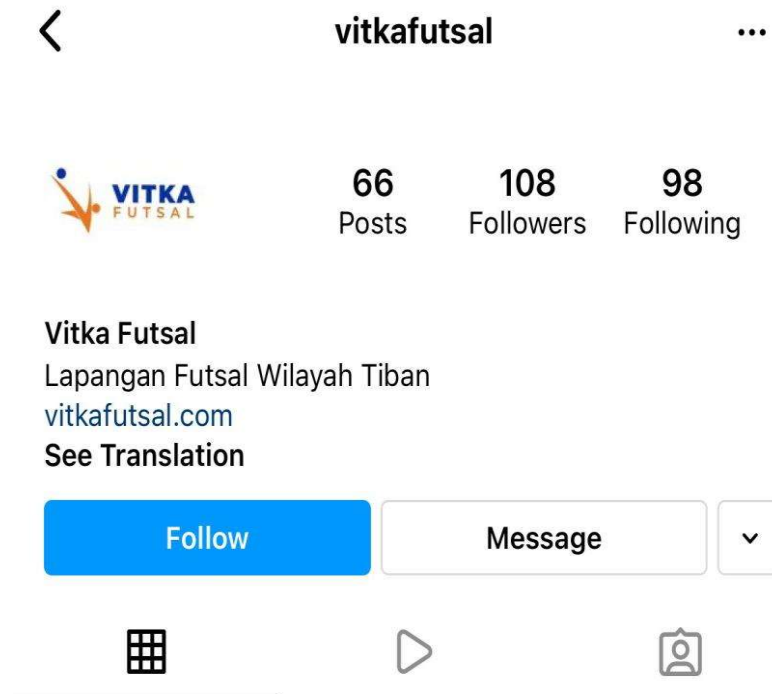 vitkafutsal
VITKA
FUTSAL
66
Posts
108
Followers
98
Following
Vitka Futsal
Lapangan Futsal Wilayah Tiban
vitkafutsal.com
See Translation
Follow
Message